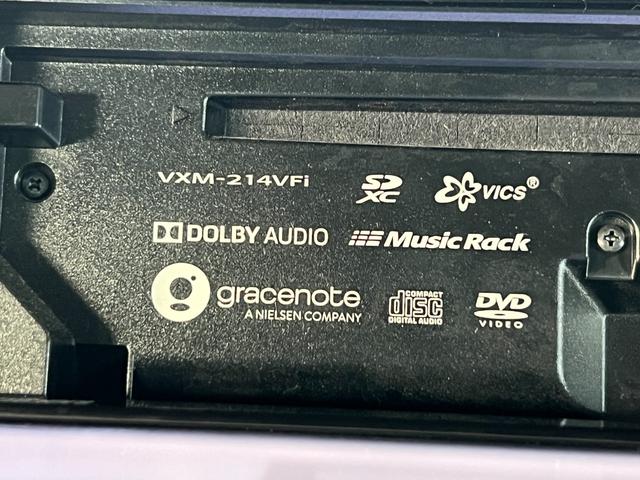 VXM-214VFi SD XC VICS®
DOLBY AUDIO Music Rack
gracenote. COMPACT disc DIGITAL AUDIO DVD VIDEO
A NIELSEN COMPANY